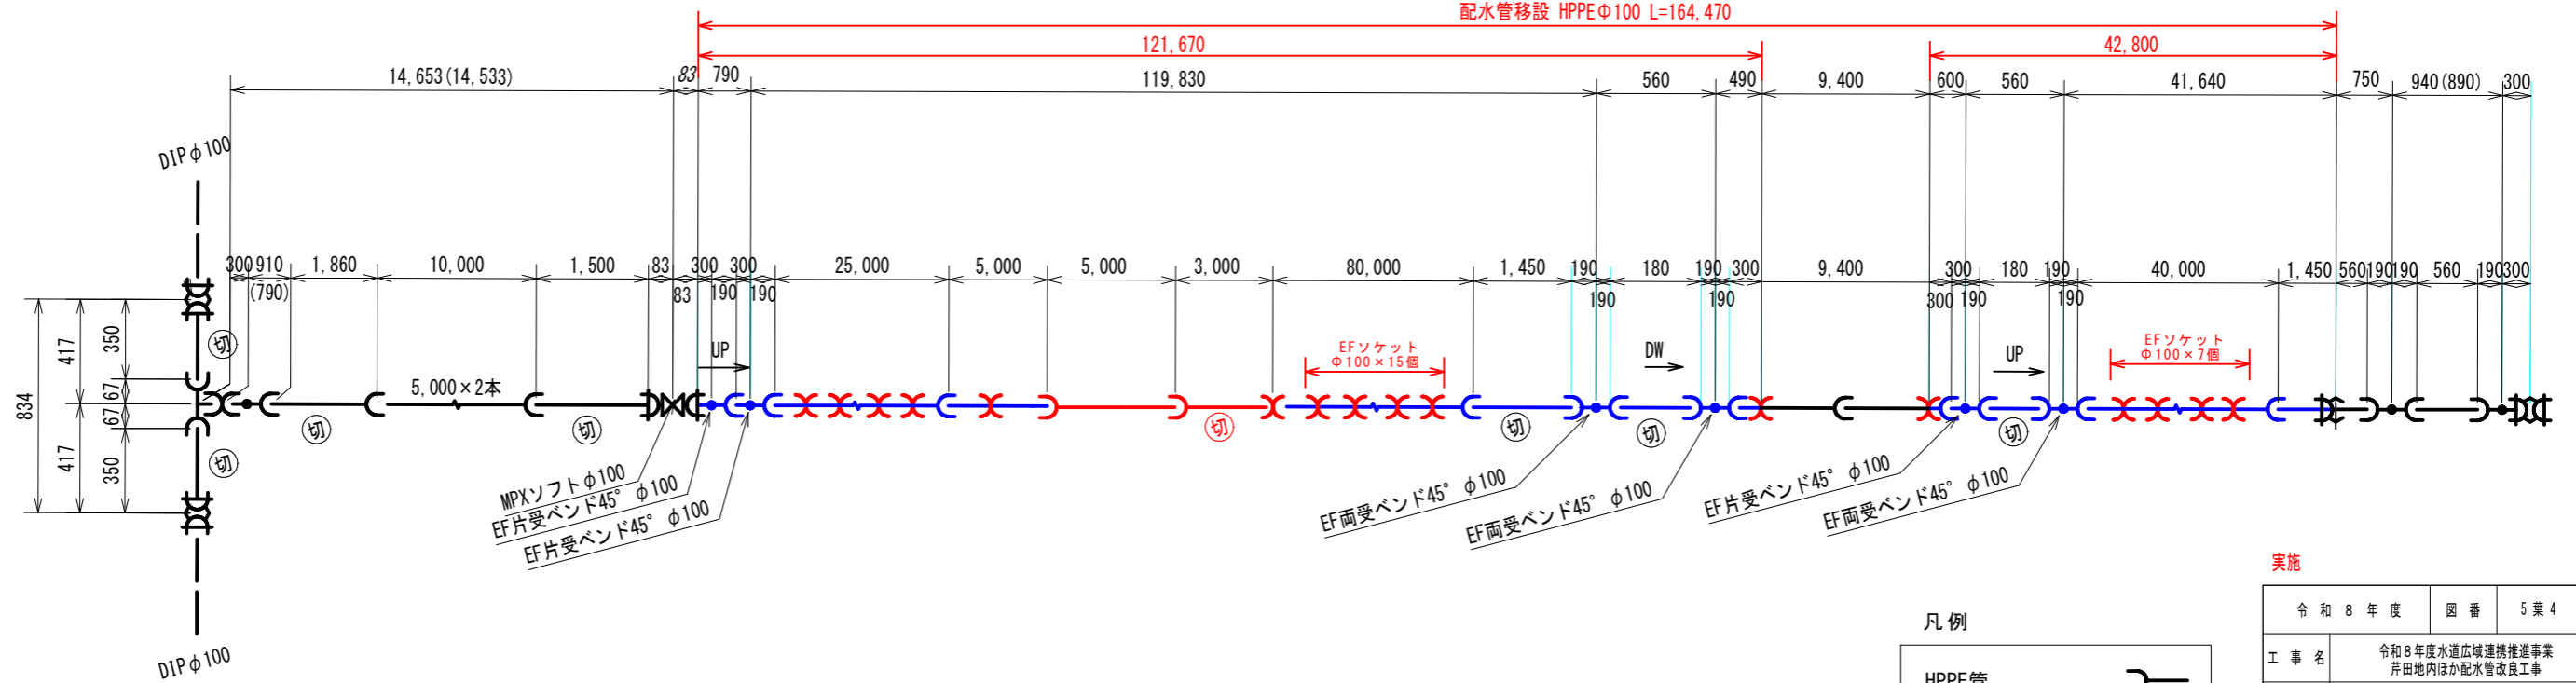 配水管移設 HPPEΦ100 L=164,470
121,670
42,800
14,653(14,533)
83
790
119,830
560
490
9,400
600
560
41,640
750
940(890)
300
DIPφ100
300
910
(790)
1,860
10,000
1,500
83
83
300
190
300
190
25,000
5,000
5,000
3,000
80,000
1,450
190
190
180
190
190
300
9,400
300
300
190
180
190
190
40,000
1,450
560
190
190
560
190
300
834
417
417
350
67
67
350
切
切
切
5,000×2本
切
UP
EFソケット
Φ100×15個
DW
UP
EFソケット
Φ100×7個
切
切
切
切
MPXソフトφ100
EF片受ベンド45° φ100
EF片受ベンド45° φ100
EF両受ベンド45° φ100
EF両受ベンド45° φ100
EF片受ベンド45° φ100
EF両受ベンド45° φ100
DIPφ100
実施
令和8年度 図番 5葉4
工事名 令和8年度水道広域連携推進事業
芹田地内ほか配水管改良工事
凡例
HPPE管